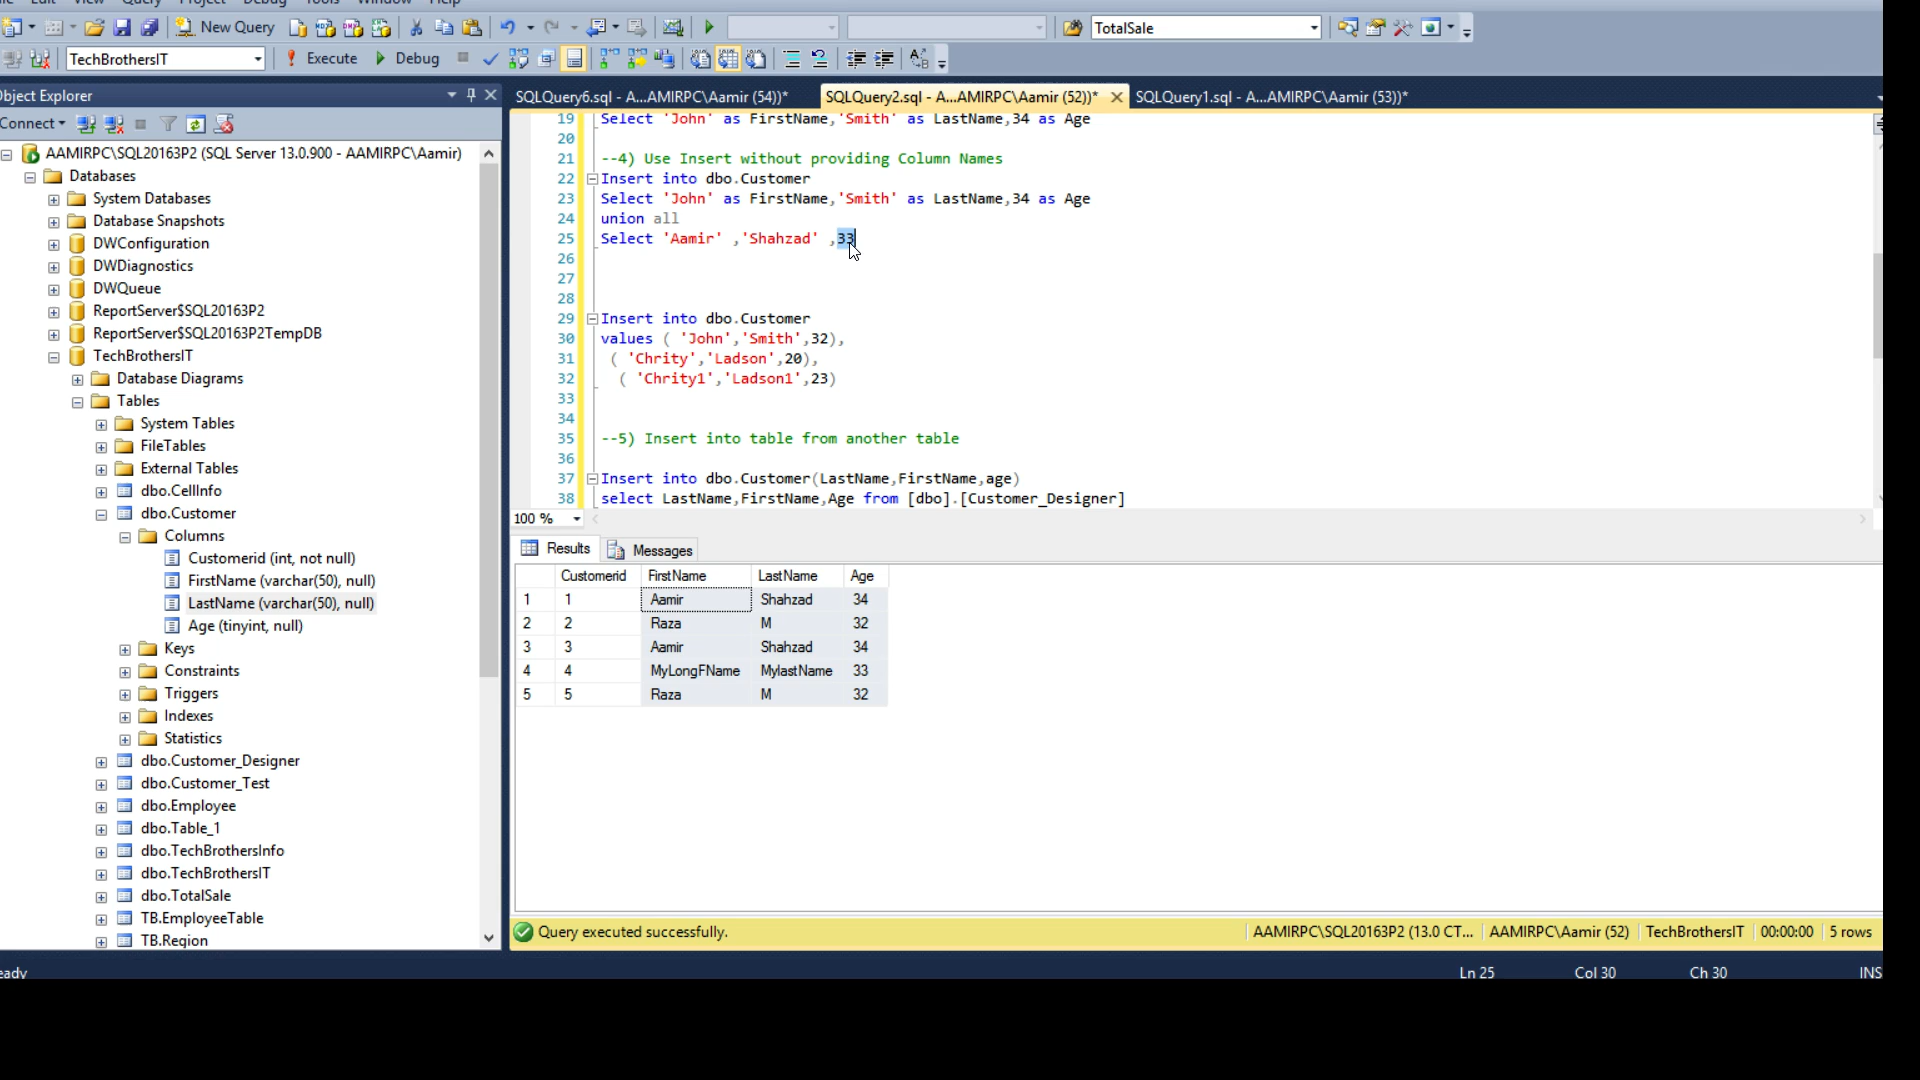 Edit View Query Project Debug Tools Window Help
New Query
TotalSale
TechBrothersIT
Execute
Debug
Object Explorer
Connect
AAMIRPC\SQL20163P2 (SQL Server 13.0.900 - AAMIRPC\Aamir)
Databases
System Databases
Database Snapshots
DWConfiguration
DWDiagnostics
DWQueue
ReportServer$SQL20163P2
ReportServer$SQL20163P2TempDB
TechBrothersIT
Database Diagrams
Tables
System Tables
FileTables
External Tables
dbo.CellInfo
dbo.Customer
Columns
Customerid (int, not null)
FirstName (varchar(50), null)
LastName (varchar(50), null)
Age (tinyint, null)
Keys
Constraints
Triggers
Indexes
Statistics
dbo.Customer_Designer
dbo.Customer_Test
dbo.Employee
dbo.Table_1
dbo.TechBrothersInfo
dbo.TechBrothersIT
dbo.TotalSale
TB.EmployeeTable
TB.Region
SQLQuery6.sql - A...AMIRPC\Aamir (54))*
SQLQuery2.sql - A...AMIRPC\Aamir (52))*
SQLQuery1.sql - A...AMIRPC\Aamir (53))*
19 Select 'John' as FirstName,'Smith' as LastName,34 as Age
20
21 --4) Use Insert without providing Column Names
22 Insert into dbo.Customer
23 Select 'John' as FirstName,'Smith' as LastName,34 as Age
24 union all
25 Select 'Aamir' ,'Shahzad' ,33
26
27
28
29 Insert into dbo.Customer
30 values ( 'John','Smith',32),
31 ( 'Chrity','Ladson',20),
32 ( 'Chrity1','Ladson1',23)
33
34
35 --5) Insert into table from another table
36
37 Insert into dbo.Customer(LastName,FirstName,age)
38 select LastName,FirstName,Age from [dbo].[Customer_Designer]
100 %
Results Messages
Customerid FirstName LastName Age
1 1 Aamir Shahzad 34
2 2 Raza M 32
3 3 Aamir Shahzad 34
4 4 MyLongFName MylastName 33
5 5 Raza M 32
Query executed successfully.
AAMIRPC\SQL20163P2 (13.0 CT... AAMIRPC\Aamir (52) TechBrothersIT 00:00:00 5 rows
Ln 25 Col 30 Ch 30 INS